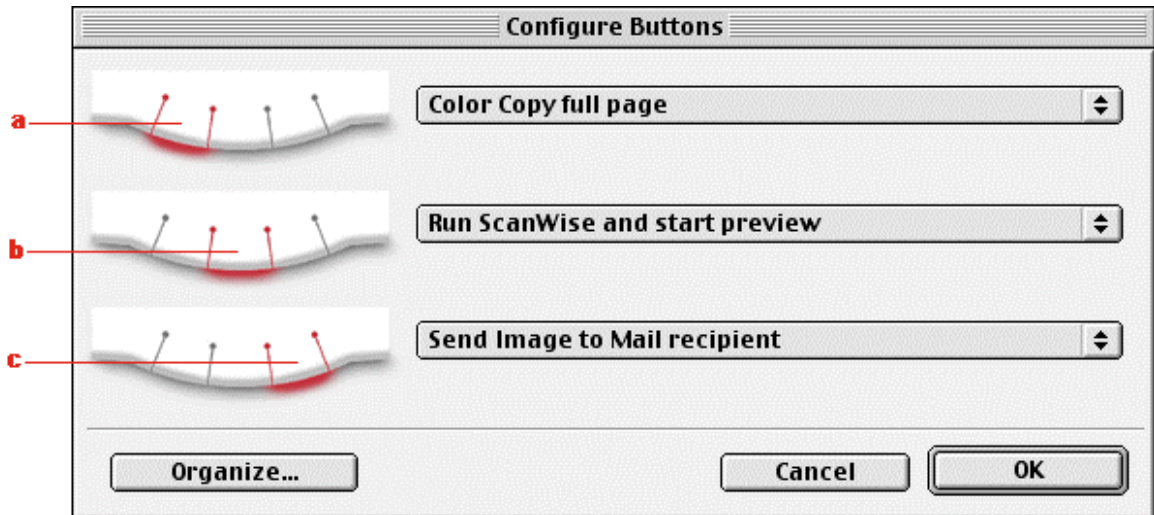 Configure Buttons
a
Color Copy full page
b
Run ScanWise and start preview
c
Send Image to Mail recipient
Organize...
Cancel
OK